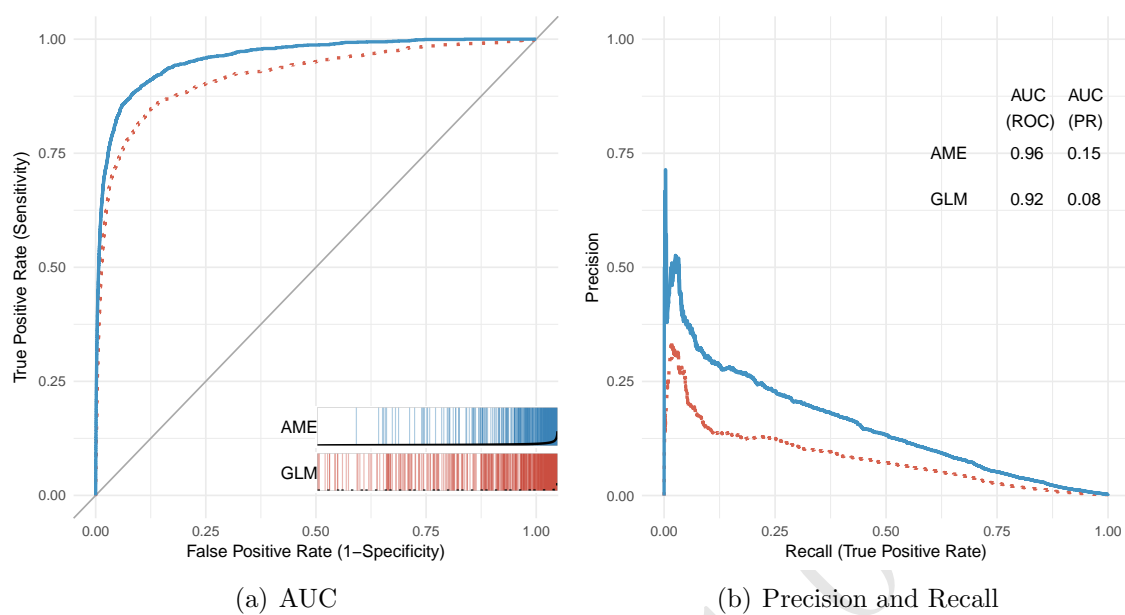 1.00
0.75
0.50
0.25
0.00
True Positive Rate (Sensitivity)
AME
GLM
0.00 0.25 0.50 0.75 1.00
False Positive Rate (1−Specificity)
(a) AUC
1.00
0.75
0.50
0.25
0.00
Precision
AUC AUC
(ROC) (PR)
AME 0.96 0.15
GLM 0.92 0.08
0.00 0.25 0.50 0.75 1.00
Recall (True Positive Rate)
(b) Precision and Recall